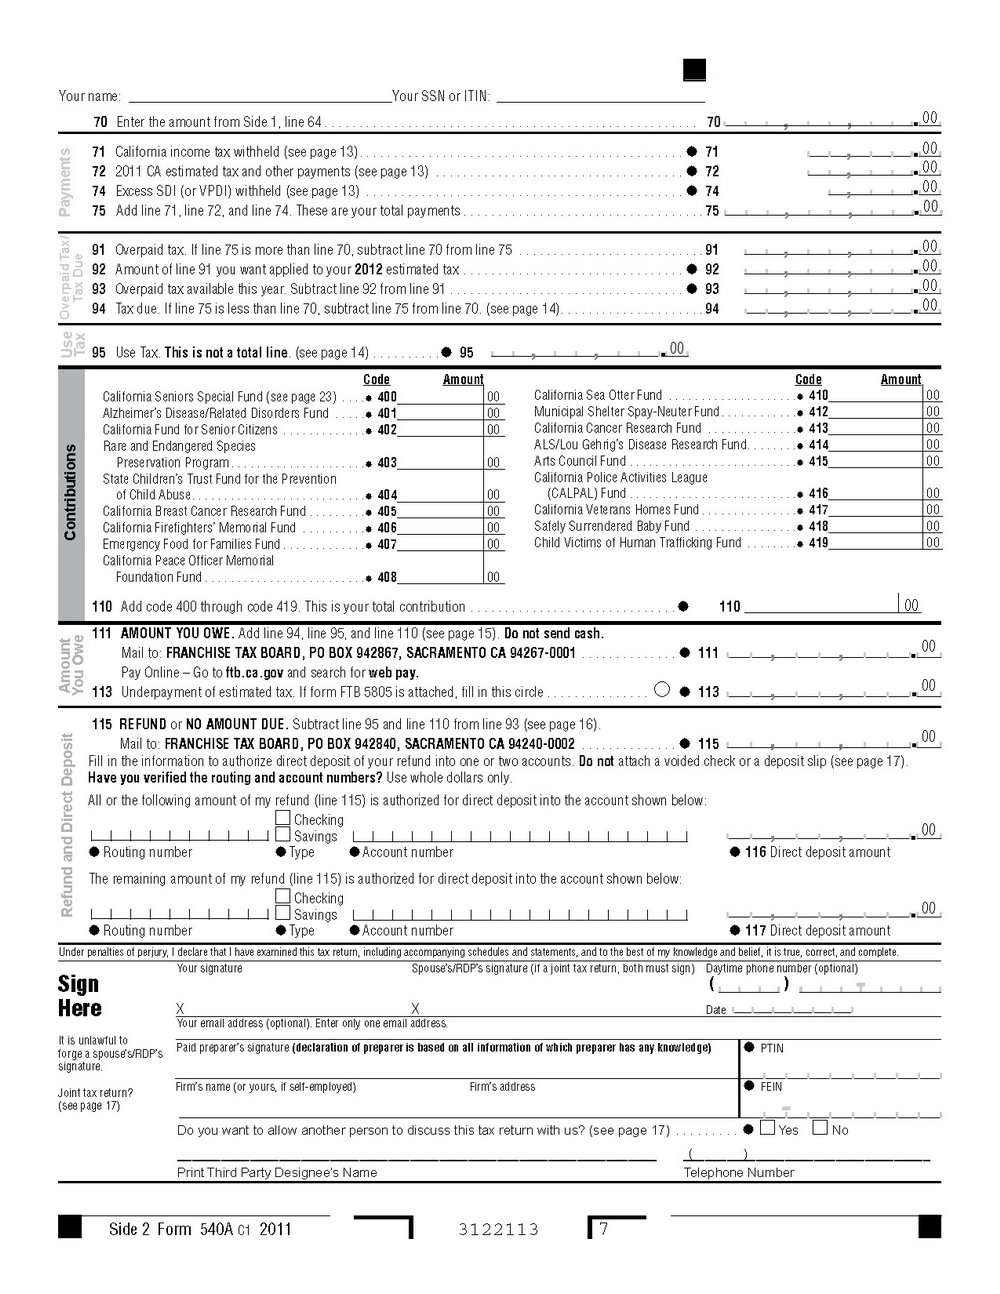 Your name: Your SSN or ITIN:
70 Enter the amount from Side 1, line 64 70 .00
Payments
71 California income tax withheld (see page 13) ● 71 .00
72 2011 CA estimated tax and other payments (see page 13) ● 72 .00
74 Excess SDI (or VPDI) withheld (see page 13) ● 74 .00
75 Add line 71, line 72, and line 74. These are your total payments 75 .00
Overpaid Tax/
Tax Due
91 Overpaid tax. If line 75 is more than line 70, subtract line 70 from line 75 91 .00
92 Amount of line 91 you want applied to your 2012 estimated tax ● 92 .00
93 Overpaid tax available this year. Subtract line 92 from line 91 ● 93 .00
94 Tax due. If line 75 is less than line 70, subtract line 75 from line 70. (see page 14) 94 .00
Use
Tax
95 Use Tax. This is not a total line. (see page 14) ● 95 .00
Contributions
Code Amount
California Seniors Special Fund (see page 23) ● 400 00
Alzheimer's Disease/Related Disorders Fund ● 401 00
California Fund for Senior Citizens ● 402 00
Rare and Endangered Species
Preservation Program ● 403 00
State Children's Trust Fund for the Prevention
of Child Abuse ● 404 00
California Breast Cancer Research Fund ● 405 00
California Firefighters' Memorial Fund ● 406 00
Emergency Food for Families Fund ● 407 00
California Peace Officer Memorial
Foundation Fund ● 408 00
Code Amount
California Sea Otter Fund ● 410 00
Municipal Shelter Spay-Neuter Fund ● 412 00
California Cancer Research Fund ● 413 00
ALS/Lou Gehrig's Disease Research Fund ● 414 00
Arts Council Fund ● 415 00
California Police Activities League
(CALPAL) Fund ● 416 00
California Veterans Homes Fund ● 417 00
Safely Surrendered Baby Fund ● 418 00
Child Victims of Human Trafficking Fund ● 419 00
110 Add code 400 through code 419. This is your total contribution ● 110 00
Amount
You Owe
111 AMOUNT YOU OWE. Add line 94, line 95, and line 110 (see page 15). Do not send cash.
Mail to: FRANCHISE TAX BOARD, PO BOX 942867, SACRAMENTO CA 94267-0001 ● 111 .00
Pay Online – Go to ftb.ca.gov and search for web pay.
113 Underpayment of estimated tax. If form FTB 5805 is attached, fill in this circle ● 113 .00
Refund and Direct Deposit
115 REFUND or NO AMOUNT DUE. Subtract line 95 and line 110 from line 93 (see page 16).
Mail to: FRANCHISE TAX BOARD, PO BOX 942840, SACRAMENTO CA 94240-0002 ● 115 .00
Fill in the information to authorize direct deposit of your refund into one or two accounts. Do not attach a voided check or a deposit slip (see page 17).
Have you verified the routing and account numbers? Use whole dollars only.
All or the following amount of my refund (line 115) is authorized for direct deposit into the account shown below:
Checking
Savings .00
● Routing number ● Type ● Account number ● 116 Direct deposit amount
The remaining amount of my refund (line 115) is authorized for direct deposit into the account shown below:
Checking
Savings .00
● Routing number ● Type ● Account number ● 117 Direct deposit amount
Under penalties of perjury, I declare that I have examined this tax return, including accompanying schedules and statements, and to the best of my knowledge and belief, it is true, correct, and complete.
Sign
Here
It is unlawful to
forge a spouse's/RDP's
signature.
Joint tax return?
(see page 17)
Your signature Spouse's/RDP's signature (if a joint tax return, both must sign) Daytime phone number (optional)
( ) -
X X Date
Your email address (optional). Enter only one email address.
Paid preparer's signature (declaration of preparer is based on all information of which preparer has any knowledge) ● PTIN
Firm's name (or yours, if self-employed) Firm's address ● FEIN
-
Do you want to allow another person to discuss this tax return with us? (see page 17) ● Yes No
( )
Print Third Party Designee's Name Telephone Number
Side 2 Form 540A C1 2011 3122113 7